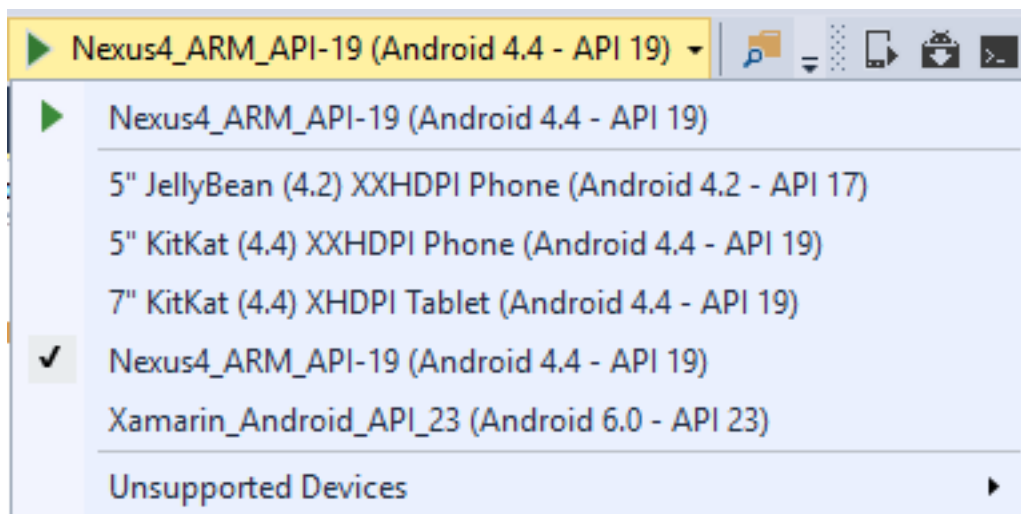 Nexus4_ARM_API-19 (Android 4.4 - API 19)
Nexus4_ARM_API-19 (Android 4.4 - API 19)
5" JellyBean (4.2) XXHDPI Phone (Android 4.2 - API 17)
5" KitKat (4.4) XXHDPI Phone (Android 4.4 - API 19)
7" KitKat (4.4) XHDPI Tablet (Android 4.4 - API 19)
Nexus4_ARM_API-19 (Android 4.4 - API 19)
Xamarin_Android_API_23 (Android 6.0 - API 23)
Unsupported Devices